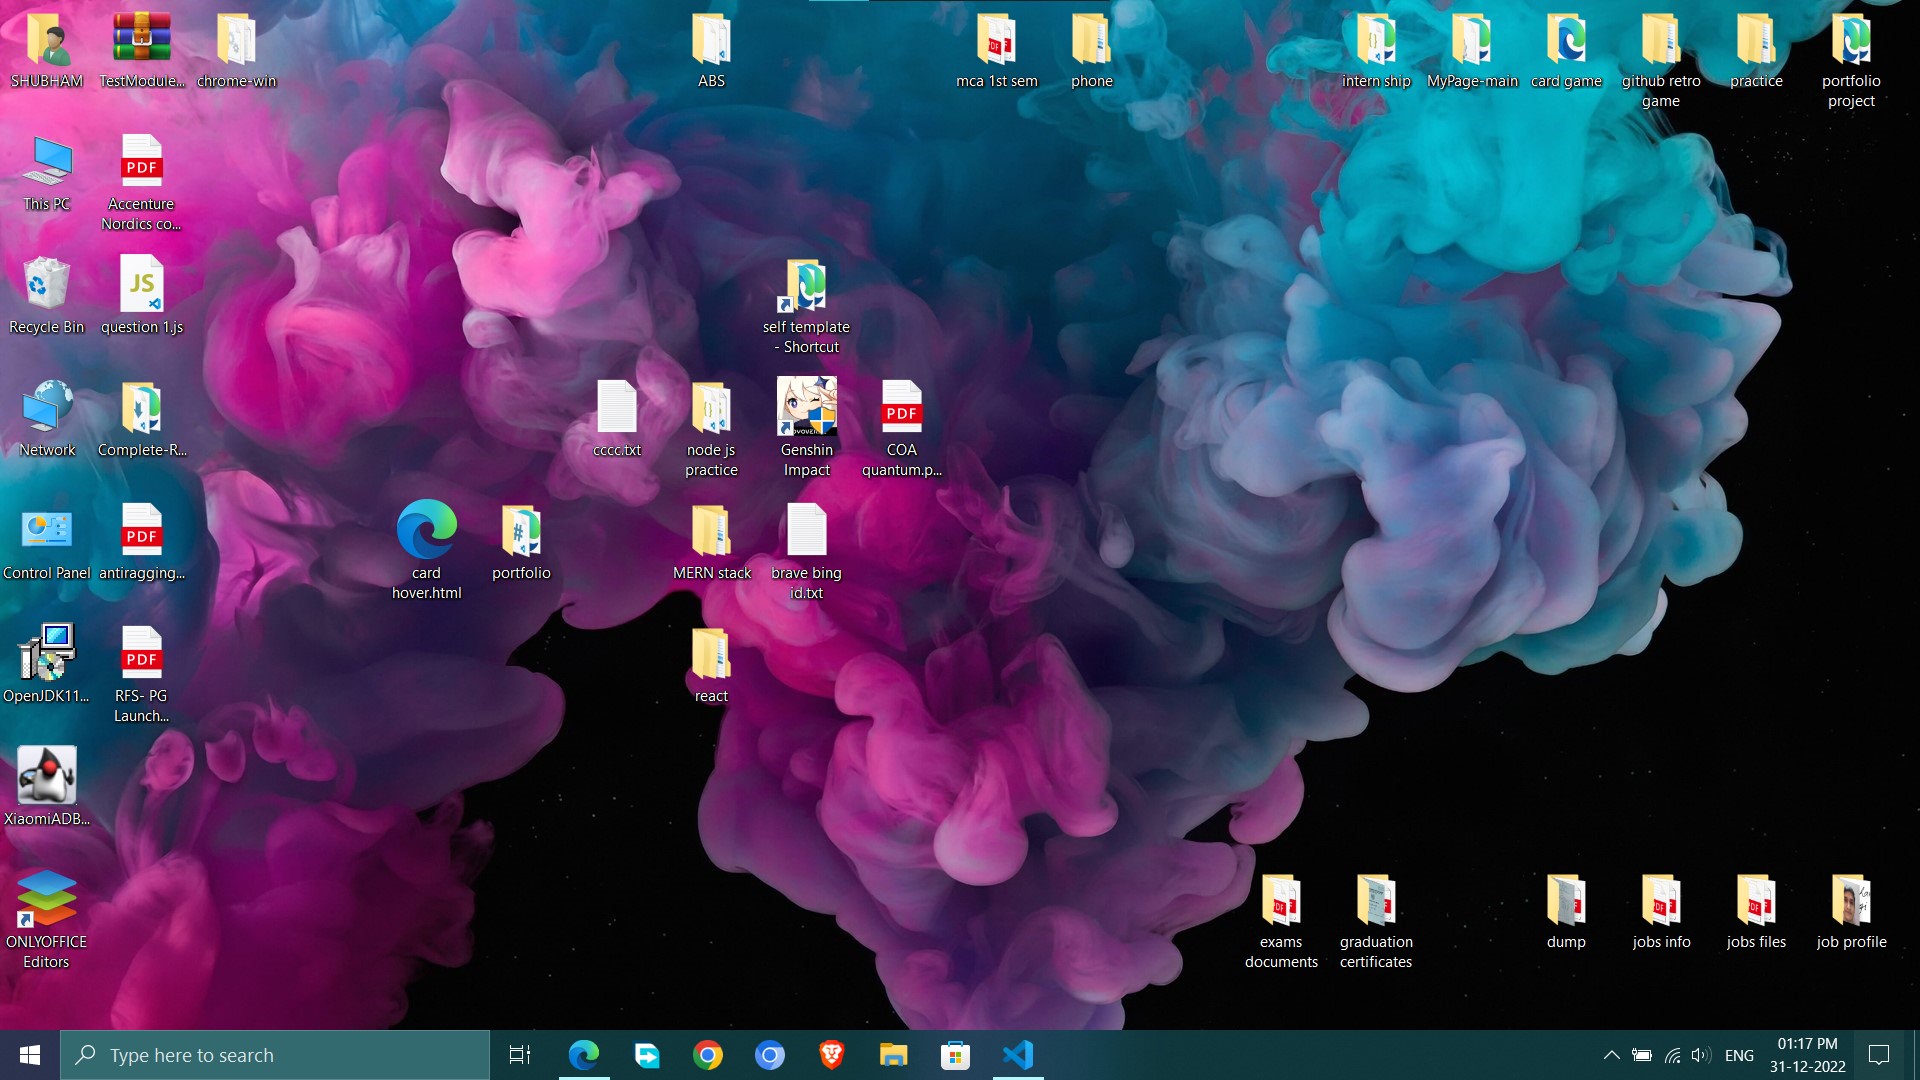 SHUBHAM
TestModule...
chrome-win
ABS
mca 1st sem
phone
intern ship
MyPage-main
card game
github retro
game
practice
portfolio
project
This PC
PDF
Accenture
Nordics co...
Recycle Bin
JS
question 1.js
self template
- Shortcut
Network
Complete-R...
cccc.txt
node js
practice
Genshin
Impact
PDF
COA
quantum.p...
Control Panel
PDF
antiragging...
card
hover.html
#
portfolio
MERN stack
brave bing
id.txt
OpenJDK11...
PDF
RFS- PG
Launch...
react
XiaomiADB...
ONLYOFFICE
Editors
exams
documents
graduation
certificates
dump
jobs info
jobs files
job profile
Type here to search
ENG
01:17 PM
31-12-2022